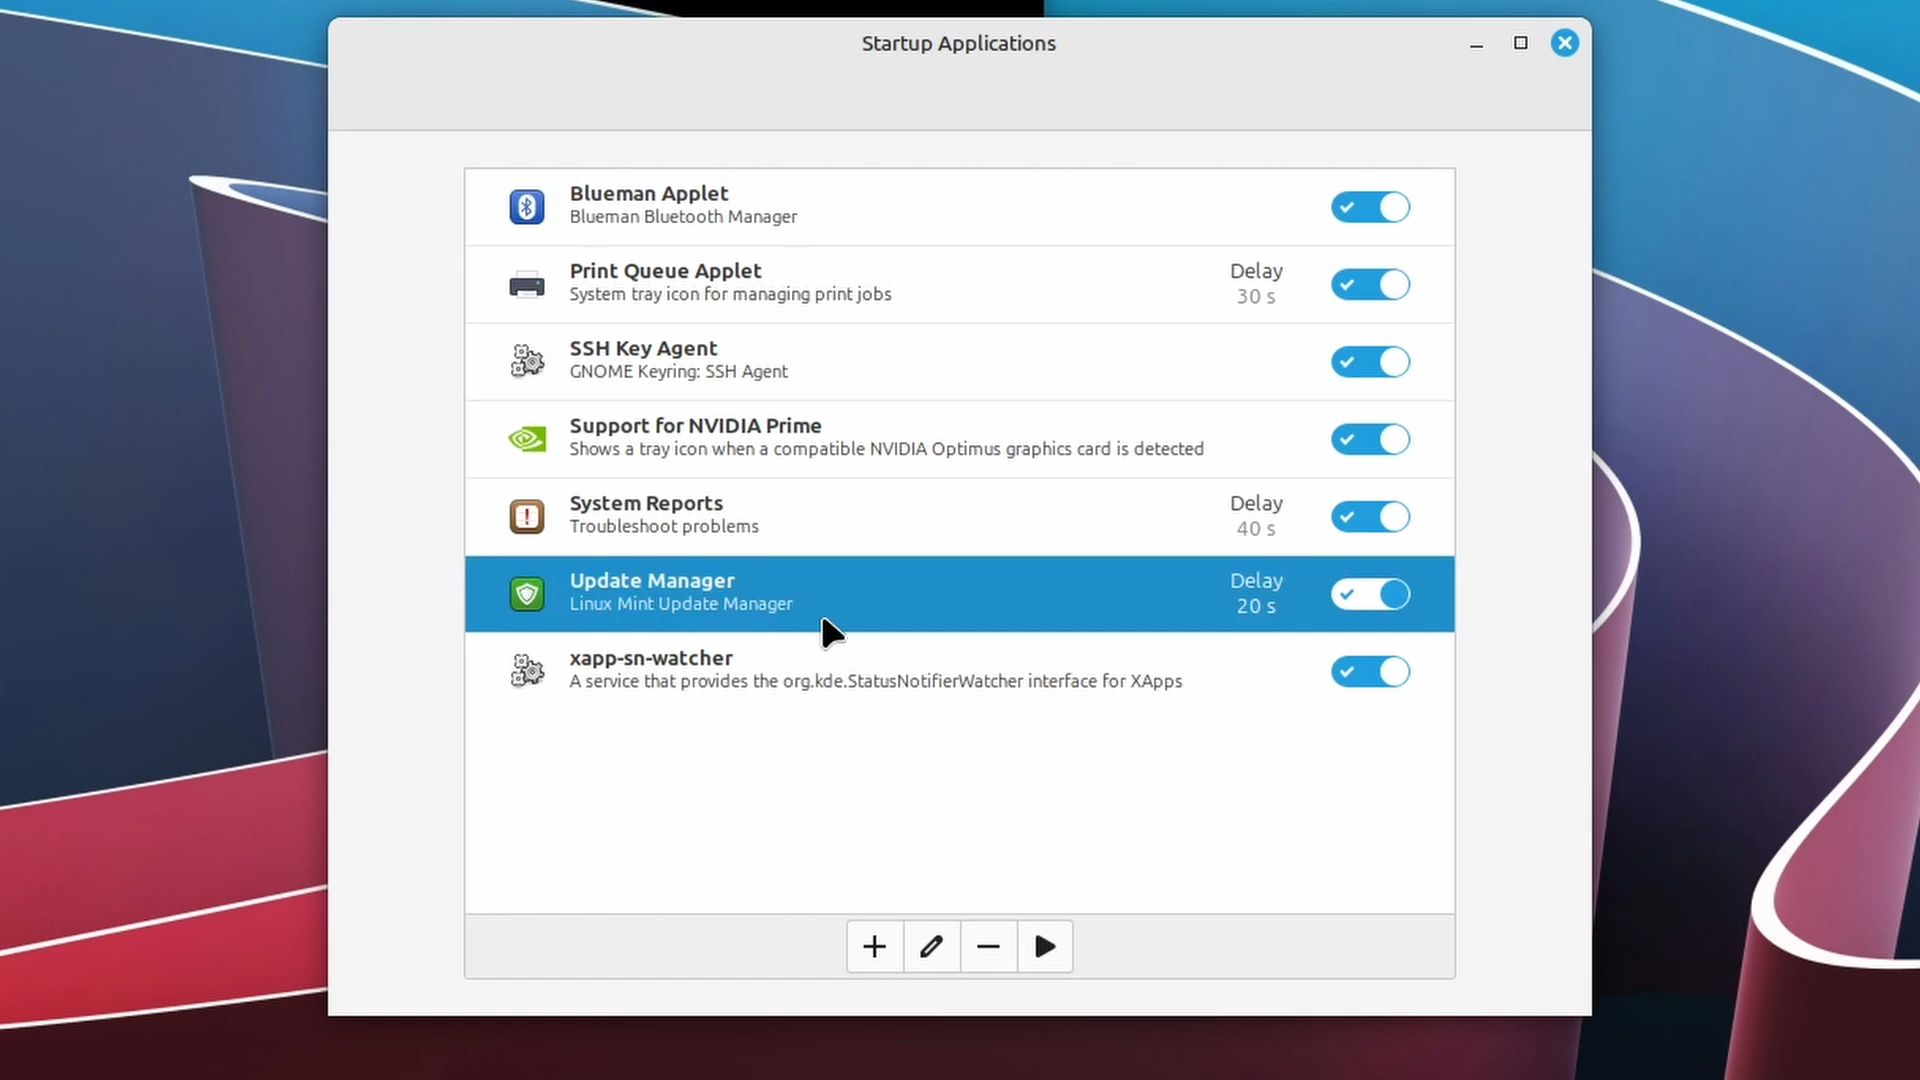 Startup Applications
Blueman Applet
Blueman Bluetooth Manager
Print Queue Applet
System tray icon for managing print jobs
Delay
30 s
SSH Key Agent
GNOME Keyring: SSH Agent
Support for NVIDIA Prime
Shows a tray icon when a compatible NVIDIA Optimus graphics card is detected
System Reports
Troubleshoot problems
Delay
40 s
Update Manager
Linux Mint Update Manager
Delay
20 s
xapp-sn-watcher
A service that provides the org.kde.StatusNotifierWatcher interface for XApps